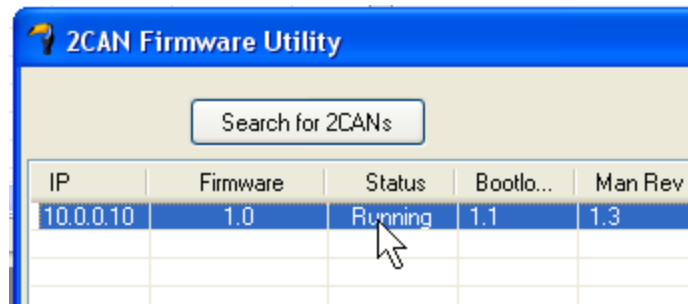 2CAN Firmware Utility
Search for 2CANs
IP Firmware Status Bootlo... Man Rev
10.0.0.10 1.0 Running 1.1 1.3